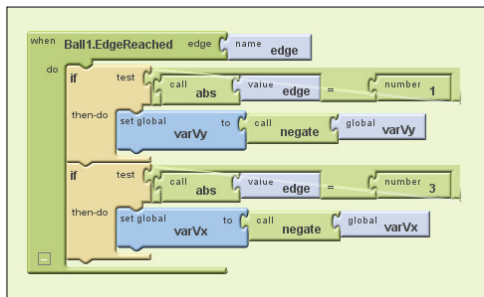 when Ball1.EdgeReached edge name edge
do if test call abs value edge = number 1
then-do set global varVy to call negate global varVy
if test call abs value edge = number 3
then-do set global varVx to call negate global varVx